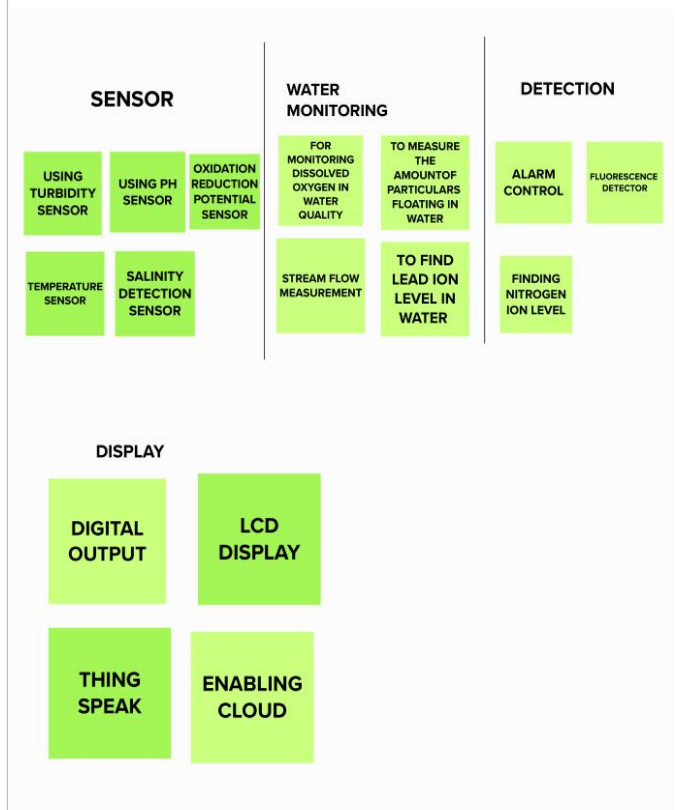 SENSOR
USING
TURBIDITY
SENSOR
USING PH
SENSOR
OXIDATION
REDUCTION
POTENTIAL
SENSOR
TEMPERATURE
SENSOR
SALINITY
DETECTION
SENSOR
WATER
MONITORING
FOR
MONITORING
DISSOLVED
OXYGEN IN
WATER
QUALITY
TO MEASURE
THE
AMOUNTOF
PARTICULARS
FLOATING IN
WATER
STREAM FLOW
MEASUREMENT
TO FIND
LEAD ION
LEVEL IN
WATER
DETECTION
ALARM
CONTROL
FLUORESCENCE
DETECTOR
FINDING
NITROGEN
ION LEVEL
DISPLAY
DIGITAL
OUTPUT
LCD
DISPLAY
THING
SPEAK
ENABLING
CLOUD